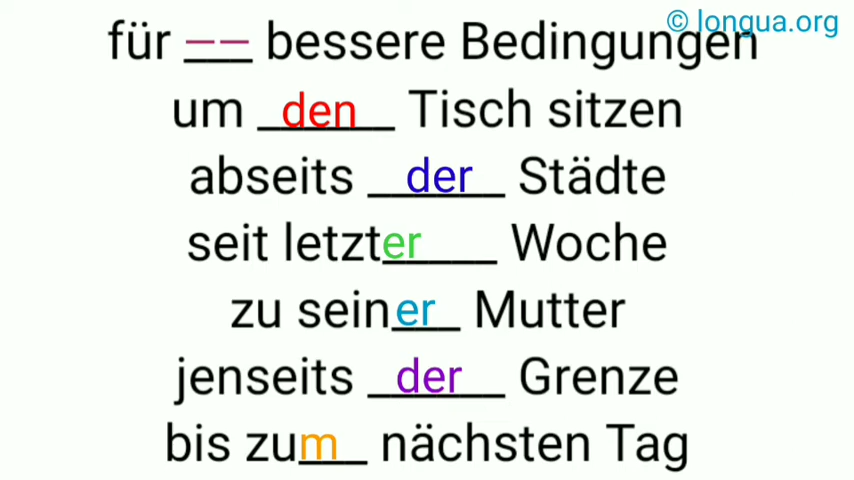 © longua.org
für __ bessere Bedingungen
um den Tisch sitzen
abseits der Städte
seit letzter Woche
zu seiner Mutter
jenseits der Grenze
bis zum nächsten Tag